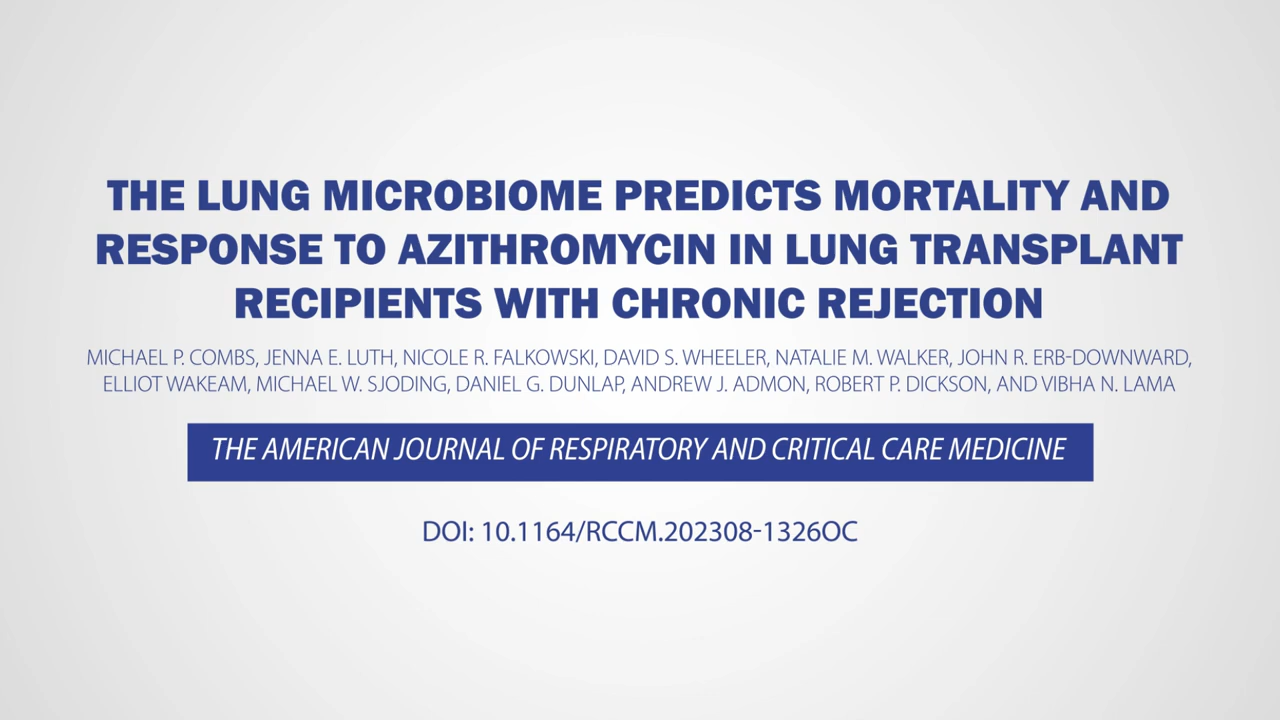 THE LUNG MICROBIOME PREDICTS MORTALITY AND
RESPONSE TO AZITHROMYCIN IN LUNG TRANSPLANT
RECIPIENTS WITH CHRONIC REJECTION
MICHAEL P. COMBS, JENNA E. LUTH, NICOLE R. FALKOWSKI, DAVID S. WHEELER, NATALIE M. WALKER, JOHN R. ERB-DOWNWARD,
ELLIOT WAKEAM, MICHAEL W. SJODING, DANIEL G. DUNLAP, ANDREW J. ADMON, ROBERT P. DICKSON, AND VIBHA N. LAMA
THE AMERICAN JOURNAL OF RESPIRATORY AND CRITICAL CARE MEDICINE
DOI: 10.1164/RCCM.202308-1326OC